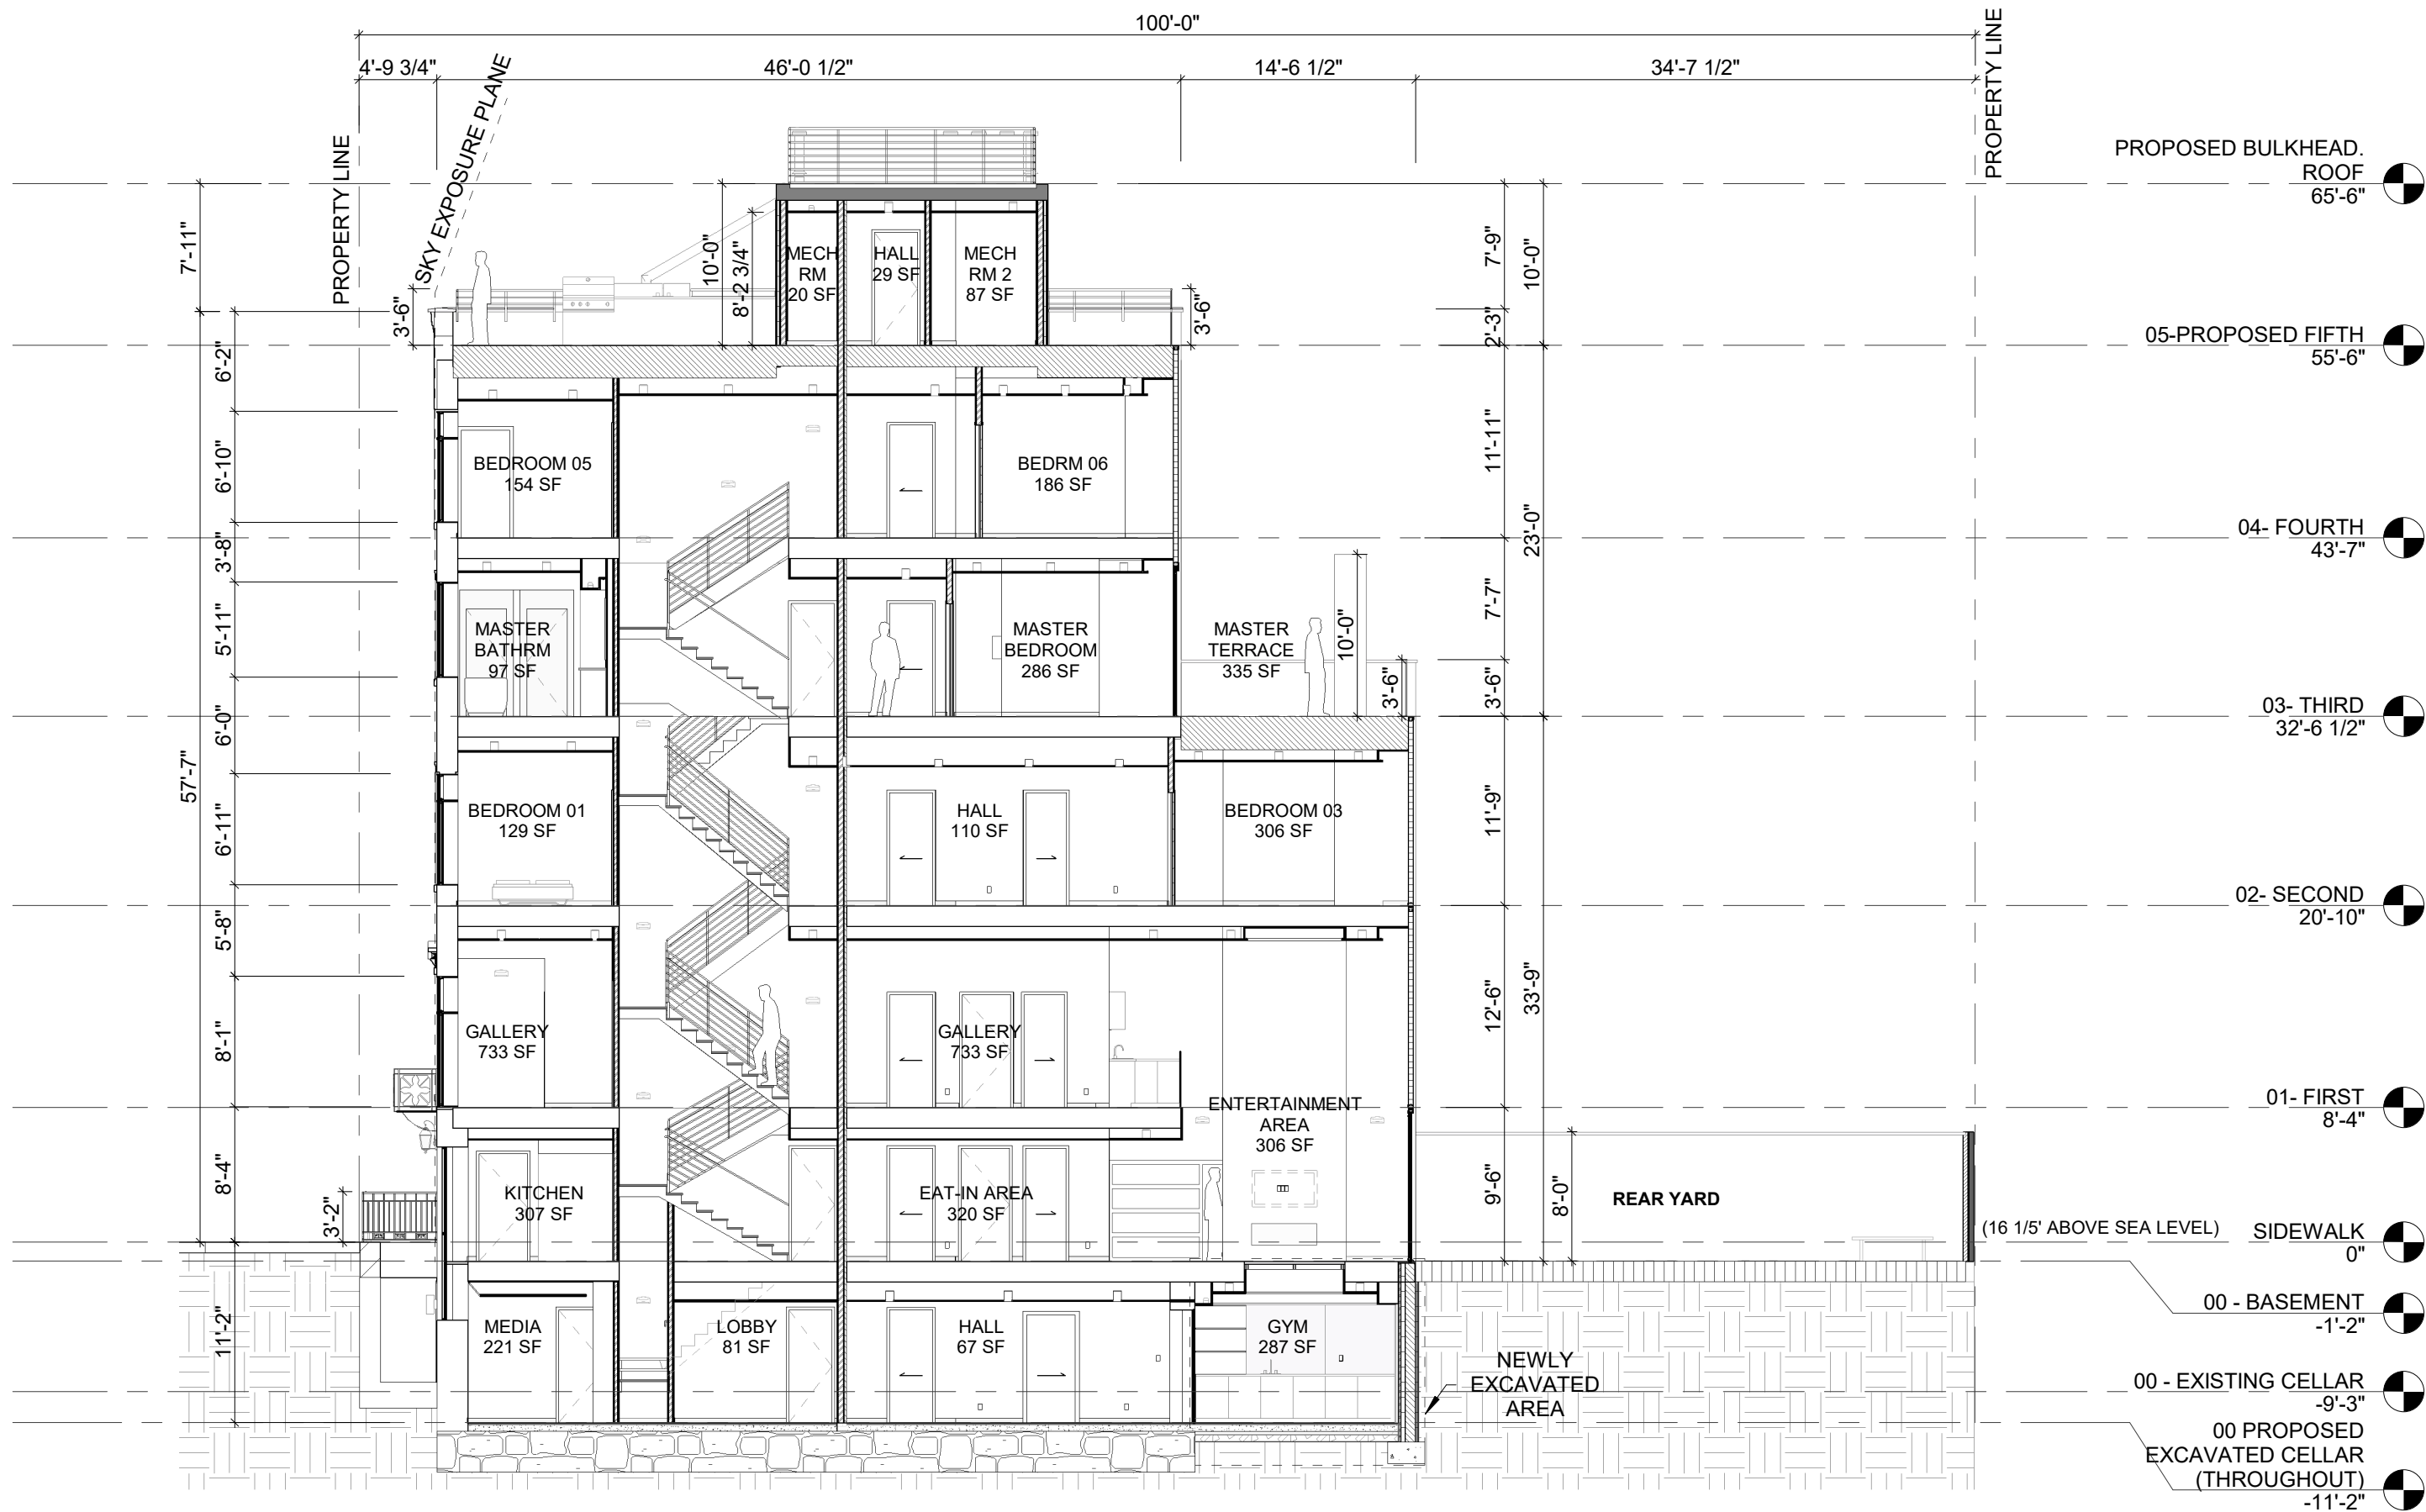 100'-0"
4'-9 3/4"
46'-0 1/2"
14'-6 1/2"
34'-7 1/2"
PROPERTY LINE
SKY EXPOSURE PLANE
PROPERTY LINE
PROPOSED BULKHEAD.
ROOF
65'-6"
05-PROPOSED FIFTH
55'-6"
04- FOURTH
43'-7"
03- THIRD
32'-6 1/2"
02- SECOND
20'-10"
01- FIRST
8'-4"
(16 1/5' ABOVE SEA LEVEL)
SIDEWALK
0"
00 - BASEMENT
-1'-2"
00 - EXISTING CELLAR
-9'-3"
00 PROPOSED
EXCAVATED CELLAR
(THROUGHOUT)
-11'-2"
7'-11"
57'-7"
6'-2"
6'-10"
3'-8"
5'-11"
6'-0"
6'-11"
5'-8"
8'-1"
8'-4"
11'-2"
3'-2"
3'-6"
10'-0"
8'-2 3/4"
MECH
RM
20 SF
HALL
29 SF
MECH
RM 2
87 SF
3'-6"
BEDROOM 05
154 SF
BEDRM 06
186 SF
MASTER
BATHRM
97 SF
MASTER
BEDROOM
286 SF
MASTER
TERRACE
335 SF
10'-0"
3'-6"
BEDROOM 01
129 SF
HALL
110 SF
BEDROOM 03
306 SF
GALLERY
733 SF
GALLERY
733 SF
ENTERTAINMENT
AREA
306 SF
KITCHEN
307 SF
EAT-IN AREA
320 SF
MEDIA
221 SF
LOBBY
81 SF
HALL
67 SF
GYM
287 SF
NEWLY
EXCAVATED
AREA
REAR YARD
7'-9"
2'-3"
11'-11"
7'-7"
3'-6"
11'-9"
12'-6"
9'-6"
10'-0"
23'-0"
33'-9"
8'-0"